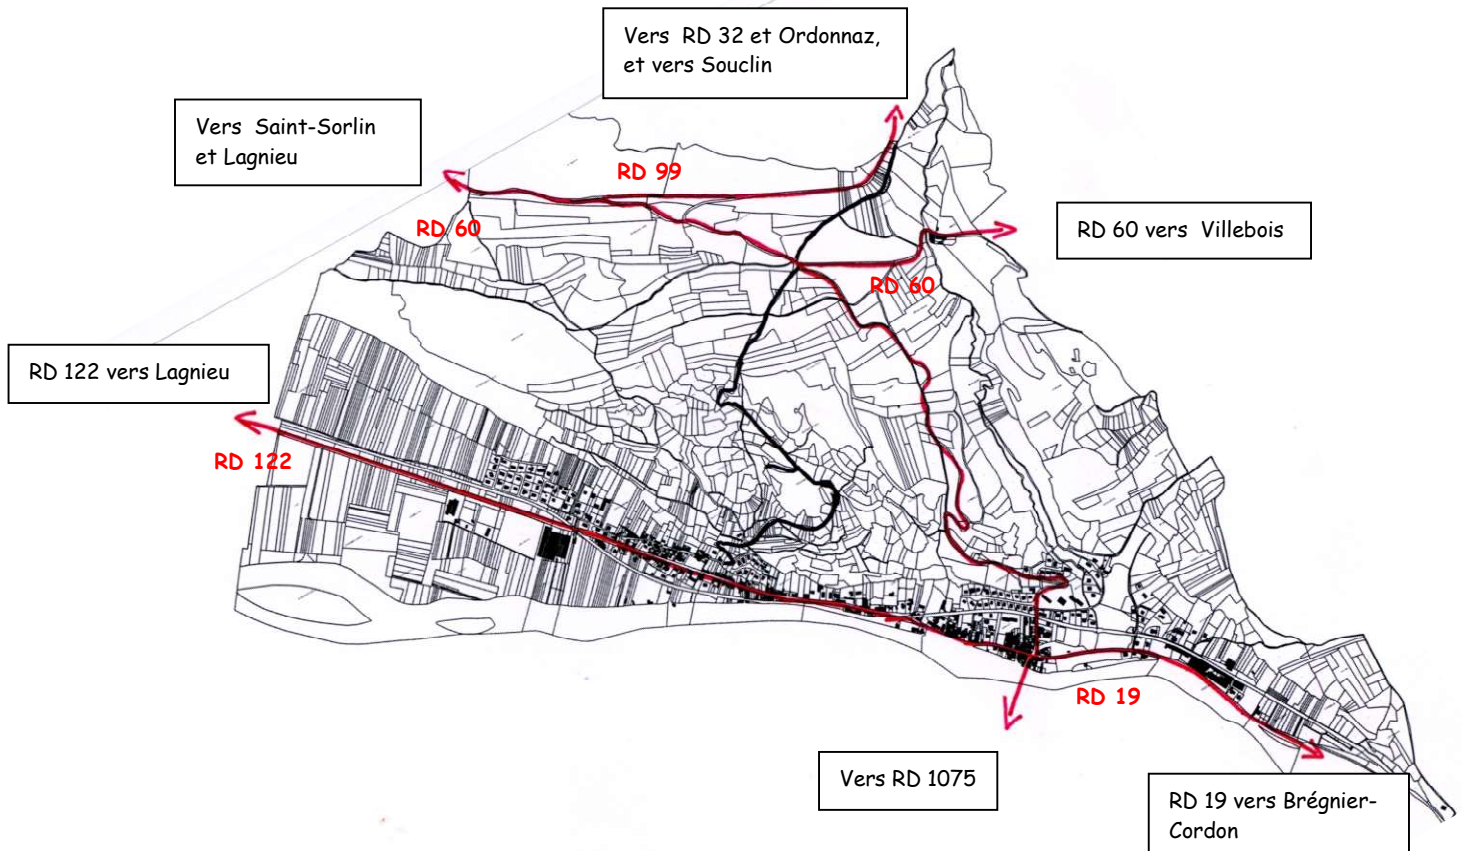 Vers RD 32 et Ordonnaz,
et vers Souclin
Vers Saint-Sorlin
et Lagnieu
RD 99
RD 60
RD 60 vers Villebois
RD 60
RD 122 vers Lagnieu
RD 122
RD 19
Vers RD 1075
RD 19 vers Brégnier-
Cordon